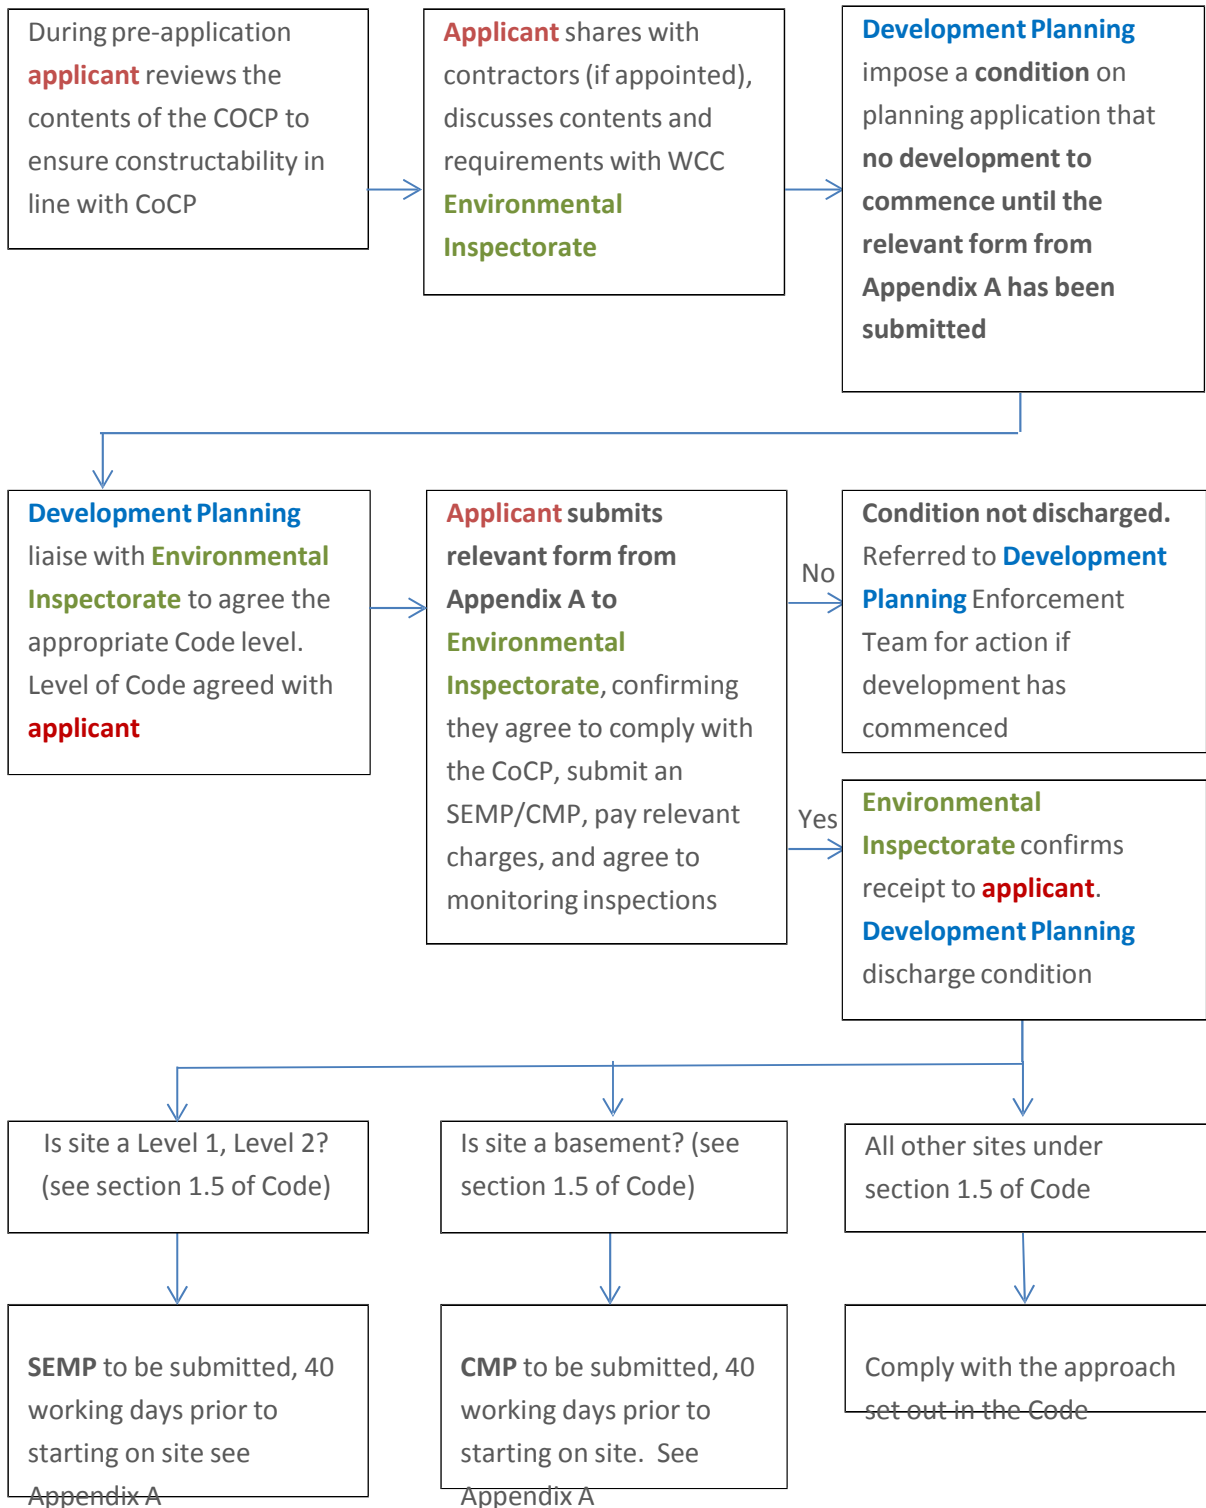 During pre-application
applicant reviews the
contents of the COCP to
ensure constructability in
line with CoCP
Applicant shares with
contractors (if appointed),
discusses contents and
requirements with WCC
Environmental
Inspectorate
Development Planning
impose a condition on
planning application that
no development to
commence until the
relevant form from
Appendix A has been
submitted
Development Planning
liaise with Environmental
Inspectorate to agree the
appropriate Code level.
Level of Code agreed with
applicant
Applicant submits
relevant form from
Appendix A to
Environmental
Inspectorate, confirming
they agree to comply with
the CoCP, submit an
SEMP/CMP, pay relevant
charges, and agree to
monitoring inspections
No
Condition not discharged.
Referred to Development
Planning Enforcement
Team for action if
development has
commenced
Yes
Environmental
Inspectorate confirms
receipt to applicant.
Development Planning
discharge condition
Is site a Level 1, Level 2?
(see section 1.5 of Code)
Is site a basement? (see
section 1.5 of Code)
All other sites under
section 1.5 of Code
SEMP to be submitted, 40
working days prior to
starting on site see
Appendix A
CMP to be submitted, 40
working days prior to
starting on site. See
Appendix A
Comply with the approach
set out in the Code